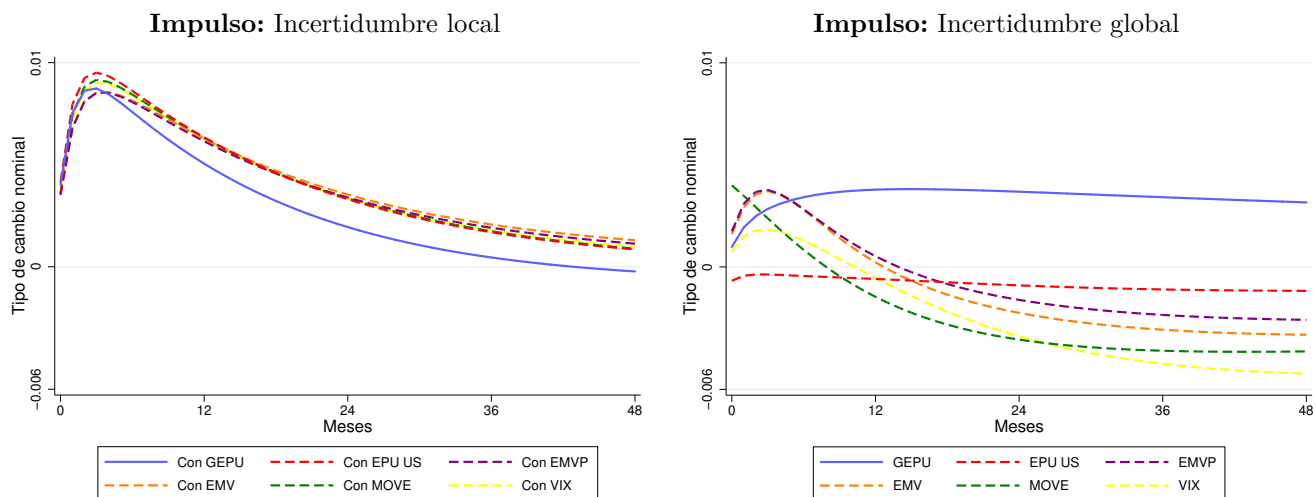 Impulso: Incertidumbre local
Tipo de cambio nominal
0.01
0
−0.006
0 12 24 36 48
Meses
Con GEPU Con EPU US Con EMVP
Con EMV Con MOVE Con VIX
Impulso: Incertidumbre global
Tipo de cambio nominal
0.01
0
−0.006
0 12 24 36 48
Meses
GEPU EPU US EMVP
EMV MOVE VIX